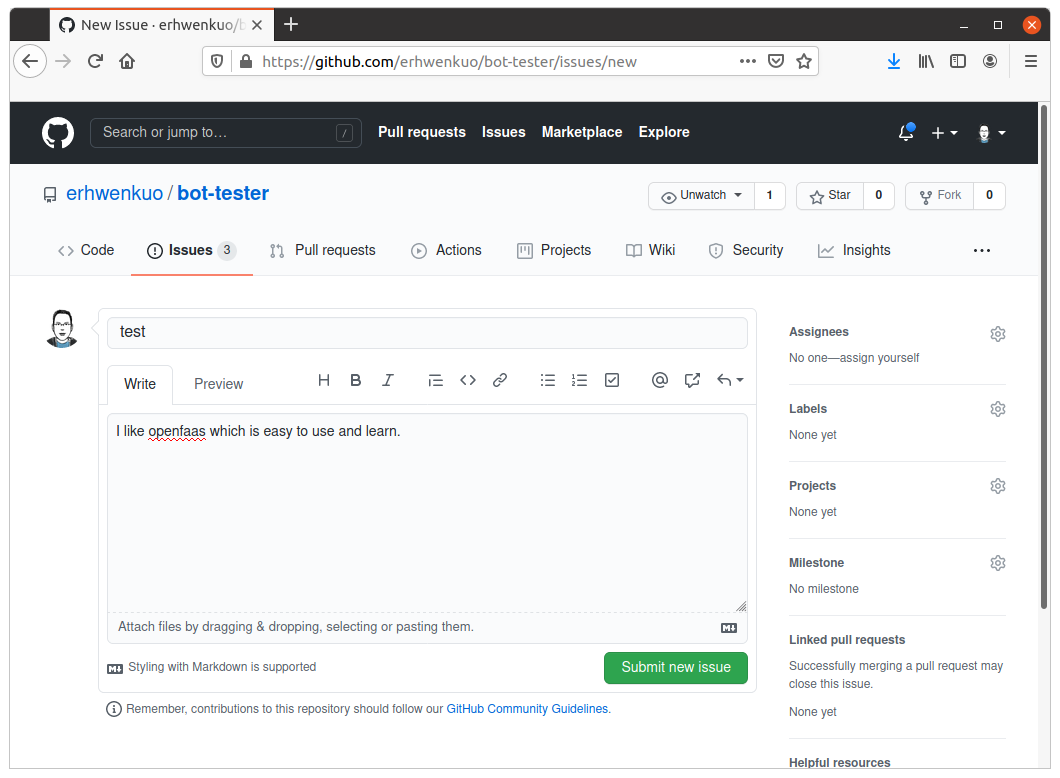 New Issue · erhwenkuo/b
https://github.com/erhwenkuo/bot-tester/issues/new
Search or jump to… / Pull requests Issues Marketplace Explore
erhwenkuo / bot-tester
Unwatch 1 Star 0 Fork 0
Code Issues 3 Pull requests Actions Projects Wiki Security Insights
test
Write Preview
I like openfaas which is easy to use and learn.
Attach files by dragging & dropping, selecting or pasting them.
Styling with Markdown is supported
Submit new issue
Remember, contributions to this repository should follow our GitHub Community Guidelines.
Assignees
No one—assign yourself
Labels
None yet
Projects
None yet
Milestone
No milestone
Linked pull requests
Successfully merging a pull request may
close this issue.
None yet
Helpful resources